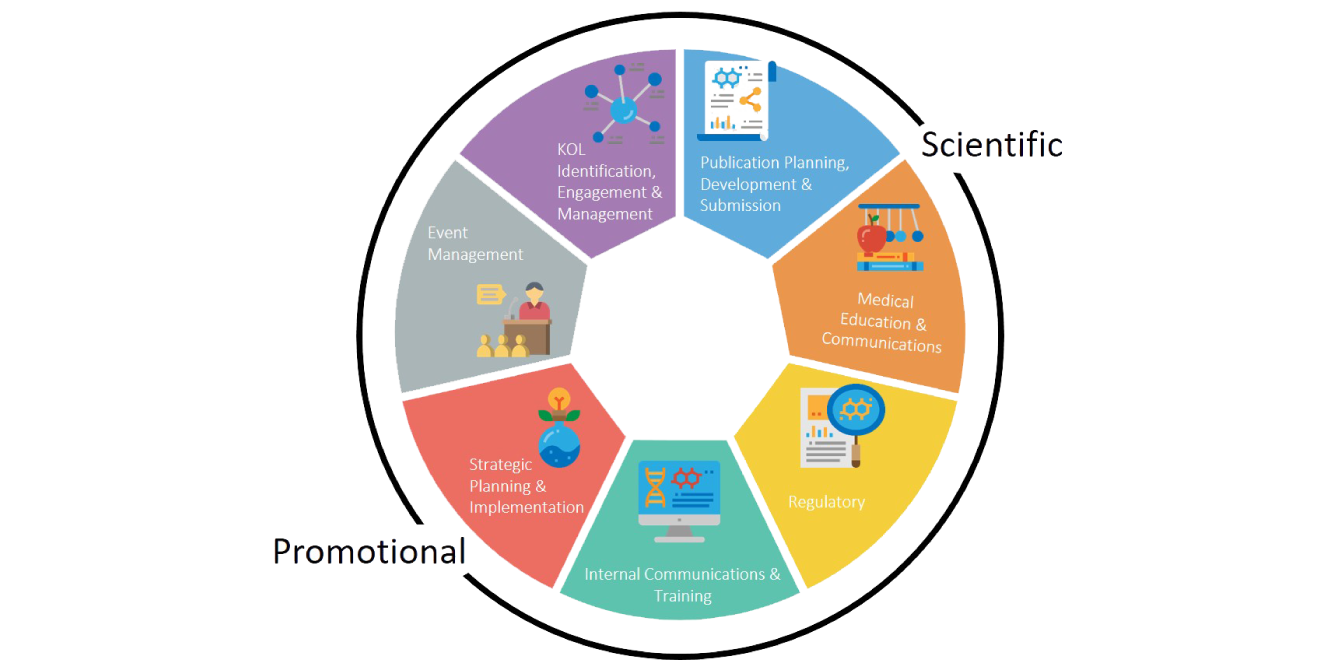 KOL
Identification,
Engagement &
Management
Publication Planning,
Development &
Submission
Scientific
Medical
Education &
Communications
Regulatory
Internal Communications &
Training
Strategic
Planning &
Implementation
Promotional
Event
Management